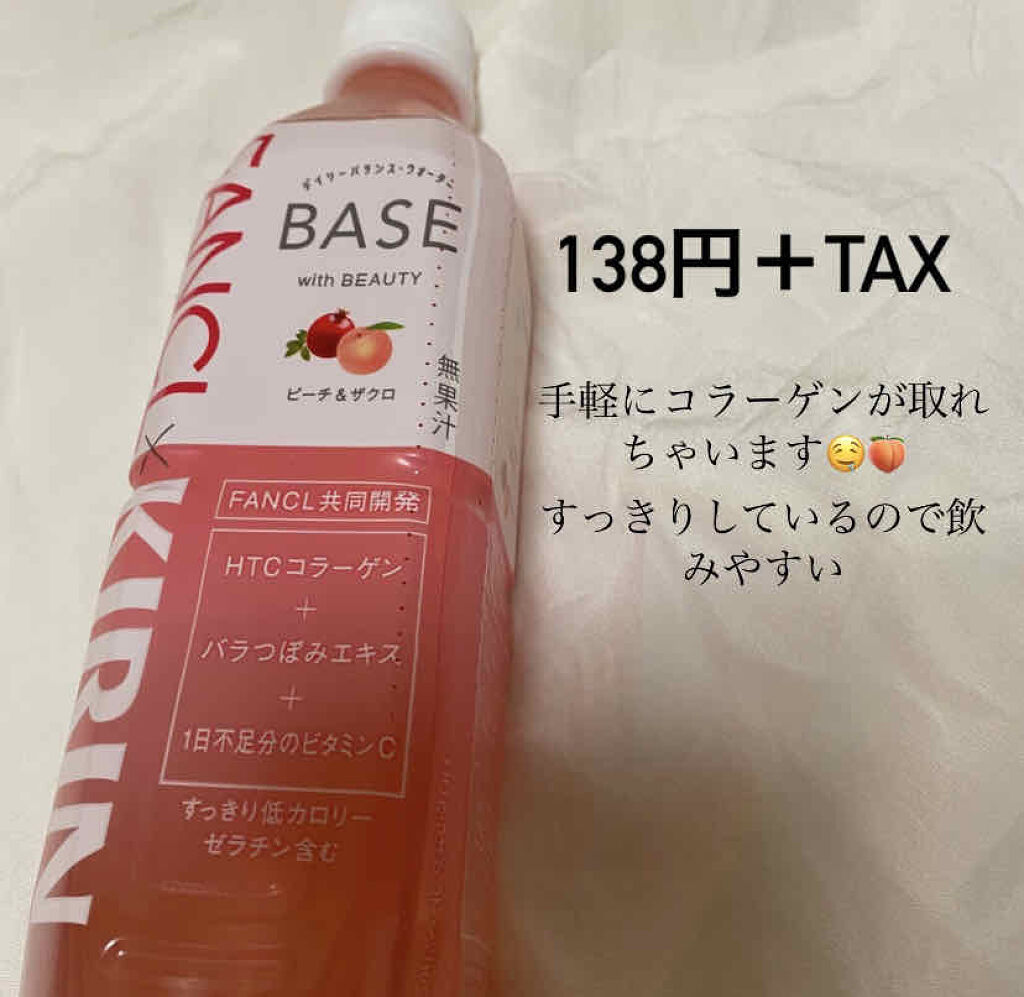 FANCL × KIRIN
デイリーバランス・ウォーター
BASE
with BEAUTY
ピーチ&ザクロ
無果汁
FANCL共同開発
HTCコラーゲン
+
バラつぼみエキス
+
1日不足分のビタミンC
すっきり低カロリー
ゼラチン含む
138円+TAX
手軽にコラーゲンが取れ
ちゃいます🤤🍑
すっきりしているので飲
みやすい